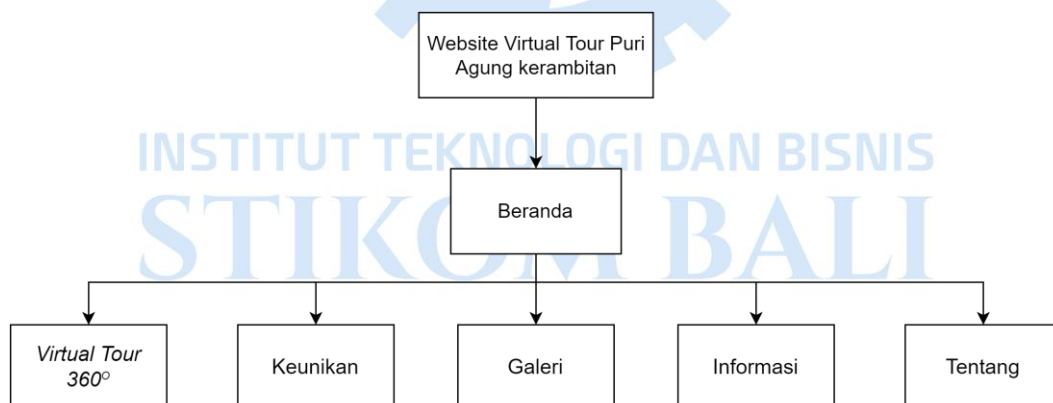 Website Virtual Tour Puri
Agung kerambitan
INSTITUT TEKNOLOGI DAN BISNIS
STIKOM BALI
Beranda
Virtual Tour
360°
Keunikan
Galeri
Informasi
Tentang